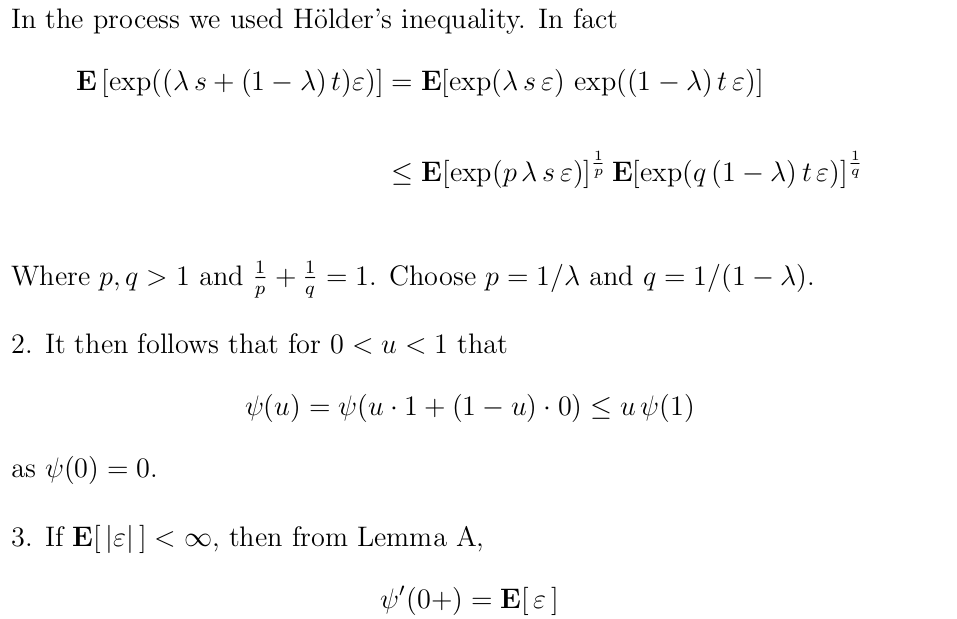 In the process we used Hölder's inequality. In fact
E [exp((λ s + (1 − λ) t)ε)] = E[exp(λ s ε) exp((1 − λ) t ε)]
≤ E[exp(p λ s ε)]^{1/p} E[exp(q (1 − λ) t ε)]^{1/q}
Where p, q > 1 and 1/p + 1/q = 1. Choose p = 1/λ and q = 1/(1 − λ).
2. It then follows that for 0 < u < 1 that
ψ(u) = ψ(u · 1 + (1 − u) · 0) ≤ u ψ(1)
as ψ(0) = 0.
3. If E[ |ε| ] < ∞, then from Lemma A,
ψ′(0+) = E[ ε ]